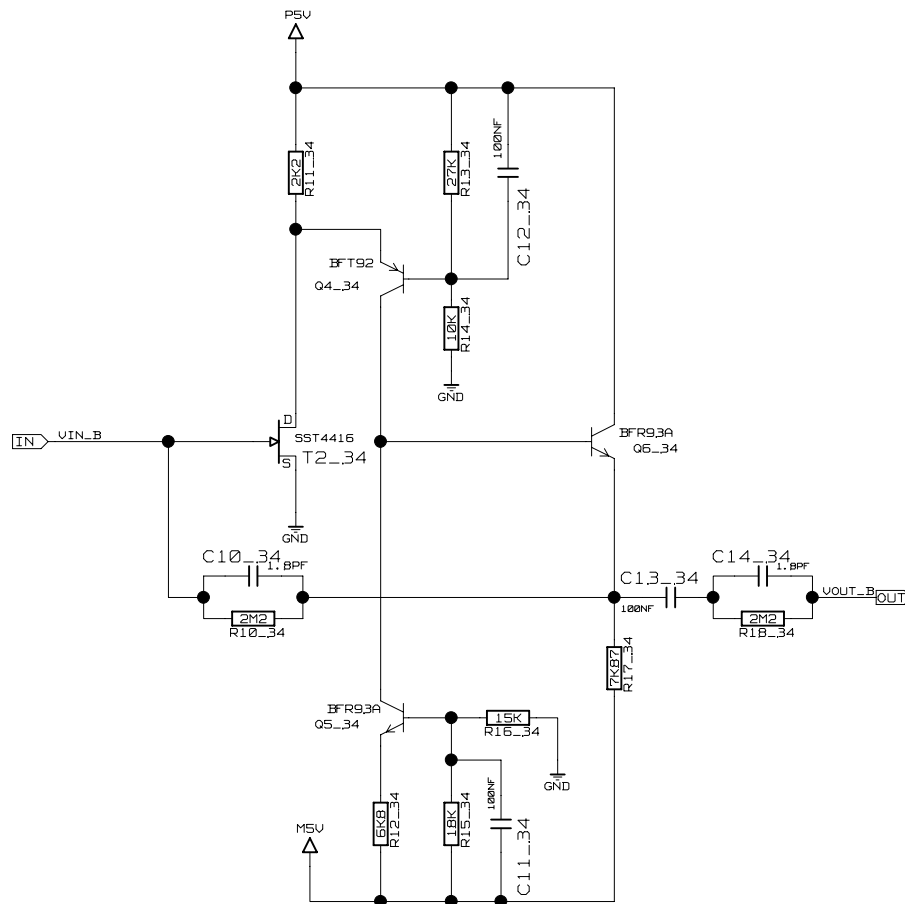 P5V
2K2
R11_34
27K
R13_34
100NF
C12_34
BFT92
Q4_34
10K
R14_34
GND
IN
VIN_B
D
S
SST4416
T2_34
GND
BFR93A
Q6_34
C10_34
1.8PF
2M2
R10_34
C13_34
100NF
C14_34
1.8PF
2M2
R18_34
VOUT_B
OUT
7K87
R17_34
BFR93A
Q5_34
15K
R16_34
GND
6K8
R12_34
18K
R15_34
100NF
C11_34
M5V